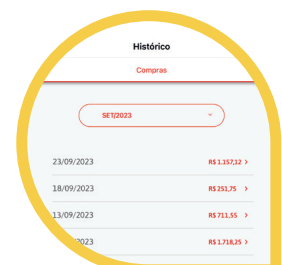 Histórico
Compras
SET/2023
23/09/2023 R$ 1.157,12 >
18/09/2023 R$ 251,75 >
13/09/2023 R$ 711,55 >
/2023 R$ 1.718,25 >